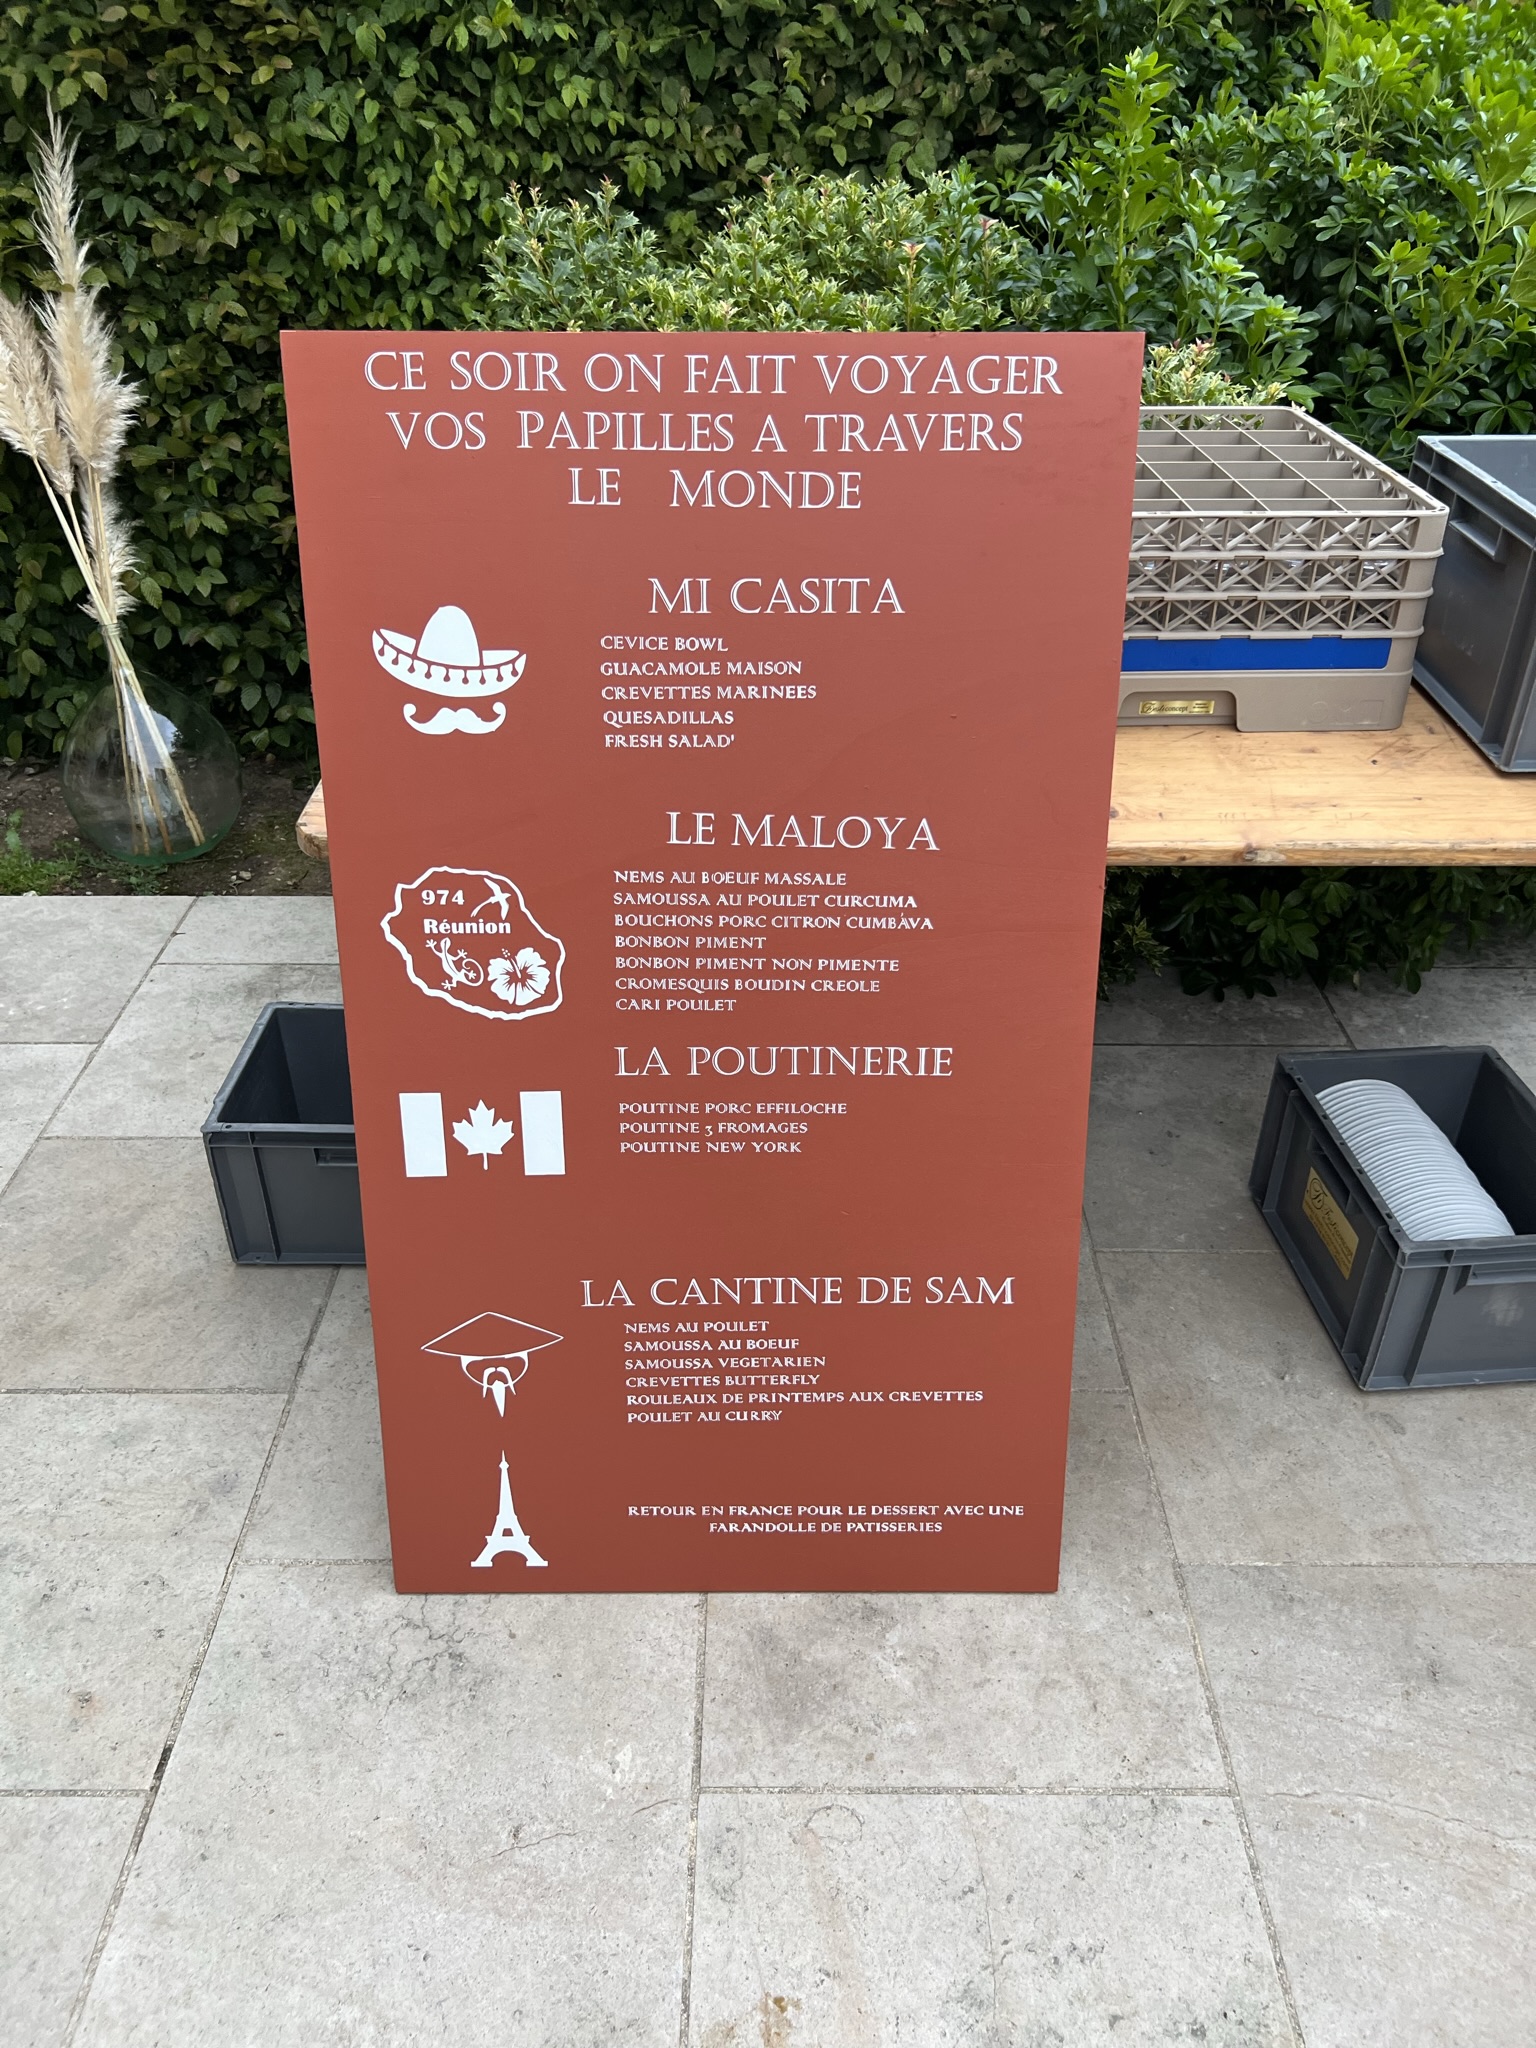 CE SOIR ON FAIT VOYAGER
VOS PAPILLES A TRAVERS
LE MONDE
MI CASITA
CEVICE BOWL
GUACAMOLE MAISON
CREVETTES MARINEES
QUESADILLAS
FRESH SALAD'
LE MALOYA
974
Réunion
NEMS AU BOEUF MASSALE
SAMOUSSA AU POULET CURCUMA
BOUCHONS PORC CITRON CUMBÁVA
BONBON PIMENT
BONBON PIMENT NON PIMENTE
CROMESQUIS BOUDIN CREOLE
CARI POULET
LA POUTINERIE
POUTINE PORC EFFILOCHE
POUTINE 3 FROMAGES
POUTINE NEW YORK
LA CANTINE DE SAM
NEMS AU POULET
SAMOUSSA AU BOEUF
SAMOUSSA VEGETARIEN
CREVETTES BUTTERFLY
ROULEAUX DE PRINTEMPS AUX CREVETTES
POULET AU CURRY
RETOUR EN FRANCE POUR LE DESSERT AVEC UNE
FARANDOLLE DE PATISSERIES